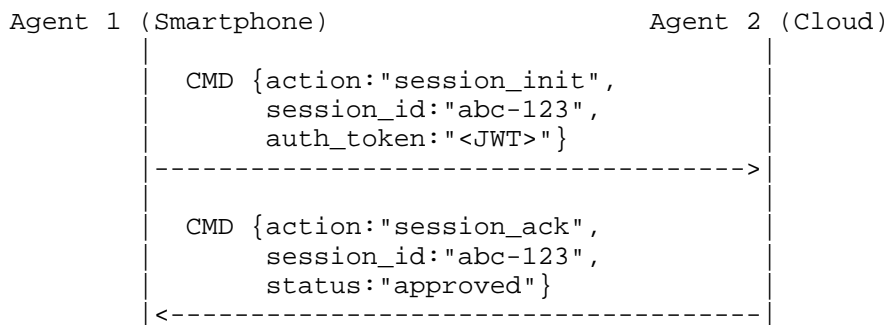 Agent 1 (Smartphone) Agent 2 (Cloud)
CMD {action:"session_init",
session_id:"abc-123",
auth_token:"<JWT>"}
CMD {action:"session_ack",
session_id:"abc-123",
status:"approved"}